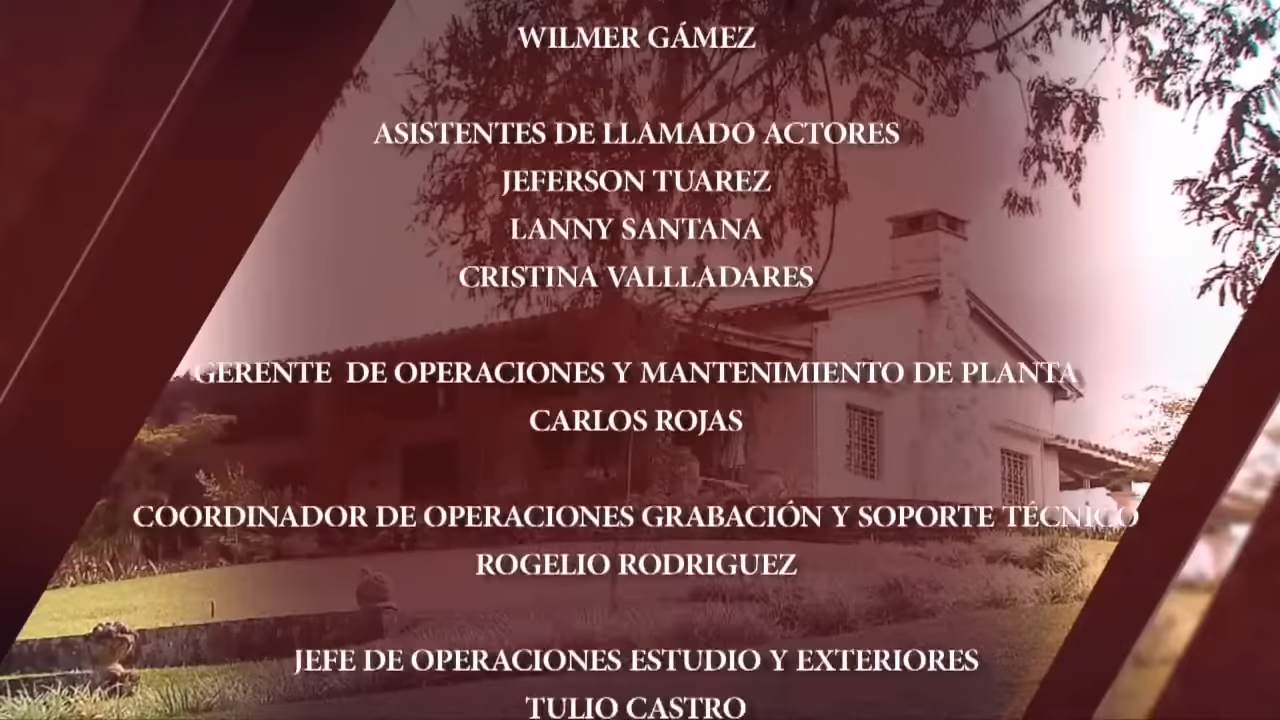 WILMER GÁMEZ
ASISTENTES DE LLAMADO ACTORES
JEFERSON TUAREZ
LANNY SANTANA
CRISTINA VALLLADARES
GERENTE DE OPERACIONES Y MANTENIMIENTO DE PLANTA
CARLOS ROJAS
COORDINADOR DE OPERACIONES GRABACIÓN Y SOPORTE TÉCNICO
ROGELIO RODRIGUEZ
JEFE DE OPERACIONES ESTUDIO Y EXTERIORES
TULIO CASTRO